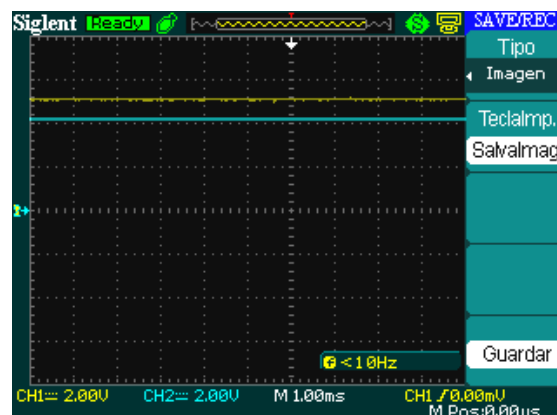 Siglent Ready S SAVE/REC
Tipo
Imagen
TeclaImp.
SalvaImag
f<10Hz
Guardar
CH1 2.00V CH2 2.00V M 1.00ms CH1 / 0.00mV
M Pos:0.00us